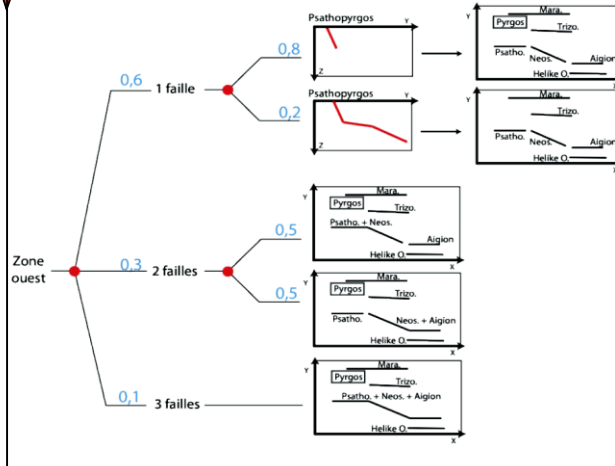 Psathopyrgos
Y
Z
0,8
Y
Mara.
Pyrgos
Trizo.
Psatho.
Neos.
Aigion
Helike O.
X
0,6
1 faille
0,2
Psathopyrgos
Y
Z
Y
Mara.
Trizo.
Psatho.
Neos.
Aigion
Helike O.
X
Zone
ouest
0,3
2 failles
0,5
Y
Mara.
Pyrgos
Trizo.
Psatho. + Neos.
Aigion
Helike O.
X
0,5
Y
Mara.
Pyrgos
Trizo.
Psatho.
Neos. + Aigion
Helike O.
X
0,1
3 failles
Y
Mara.
Pyrgos
Trizo.
Psatho. + Neos. + Aigion
Helike O.
X